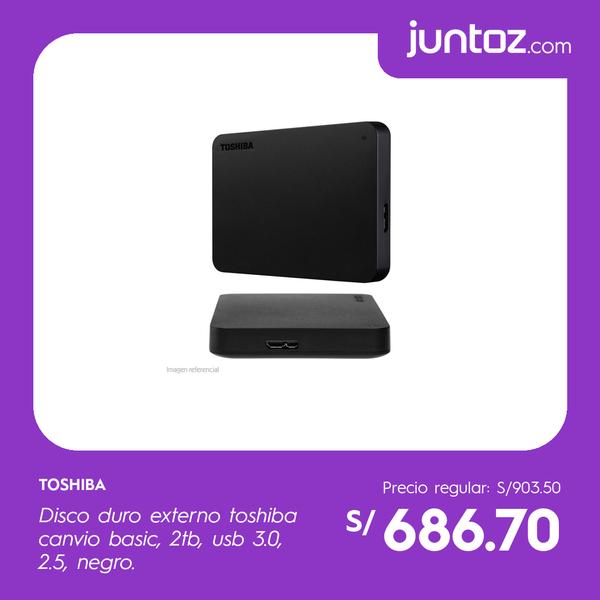 juntoz.com
TOSHIBA
Imagen referencial
TOSHIBA
Disco duro externo toshiba
canvio basic, 2tb, usb 3.0,
2.5, negro.
Precio regular: S/903.50
S/ 686.70